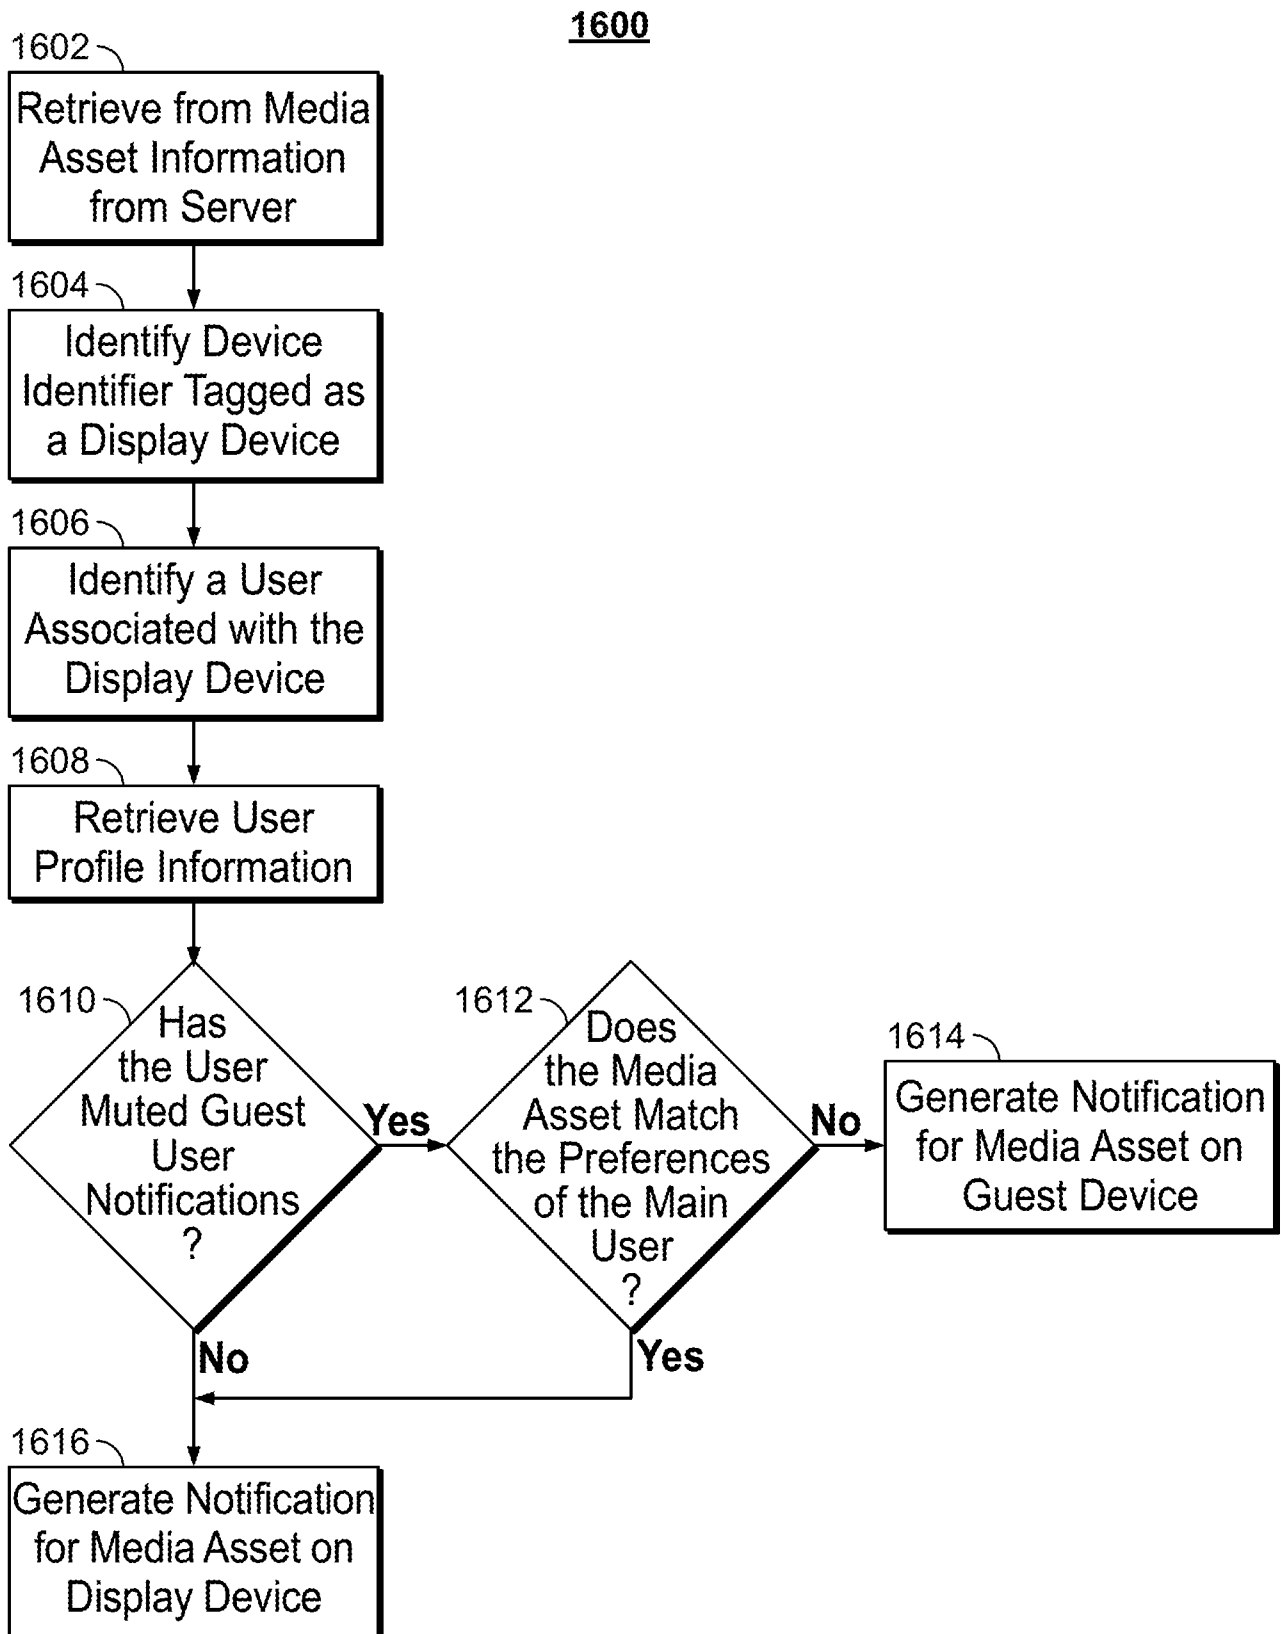 1600
1602
Retrieve from Media
Asset Information
from Server
1604
Identify Device
Identifier Tagged as
a Display Device
1606
Identify a User
Associated with the
Display Device
1608
Retrieve User
Profile Information
1610
Has
the User
Muted Guest
User
Notifications
?
Yes
No
1612
Does
the Media
Asset Match
the Preferences
of the Main
User
?
No
Yes
1614
Generate Notification
for Media Asset on
Guest Device
1616
Generate Notification
for Media Asset on
Display Device